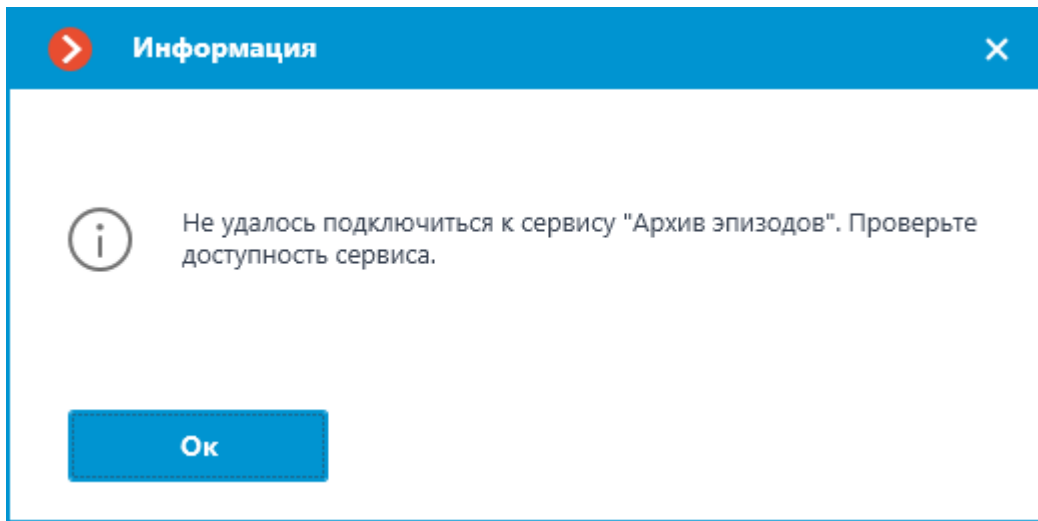 Информация
Не удалось подключиться к сервису "Архив эпизодов". Проверьте
доступность сервиса.
Ок